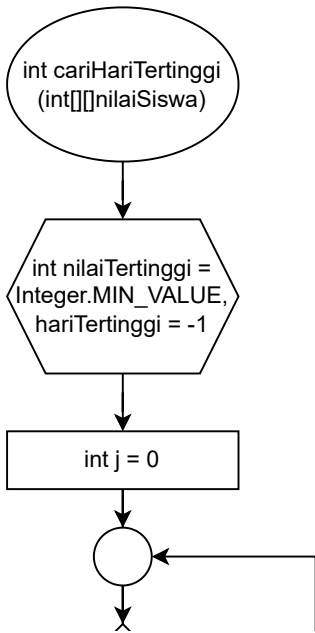 int cariHariTertinggi
(int[][]nilaiSiswa)
int nilaiTertinggi =
Integer.MIN_VALUE,
hariTertinggi = -1
int j = 0